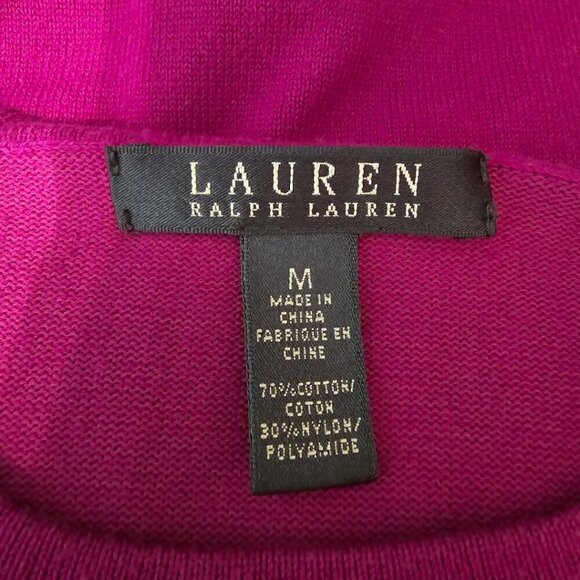 LAUREN
RALPH LAUREN
M
MADE IN
CHINA
FABRIQUE EN
CHINE
70%COTTON/
COTON
30%NYLON/
POLYAMIDE